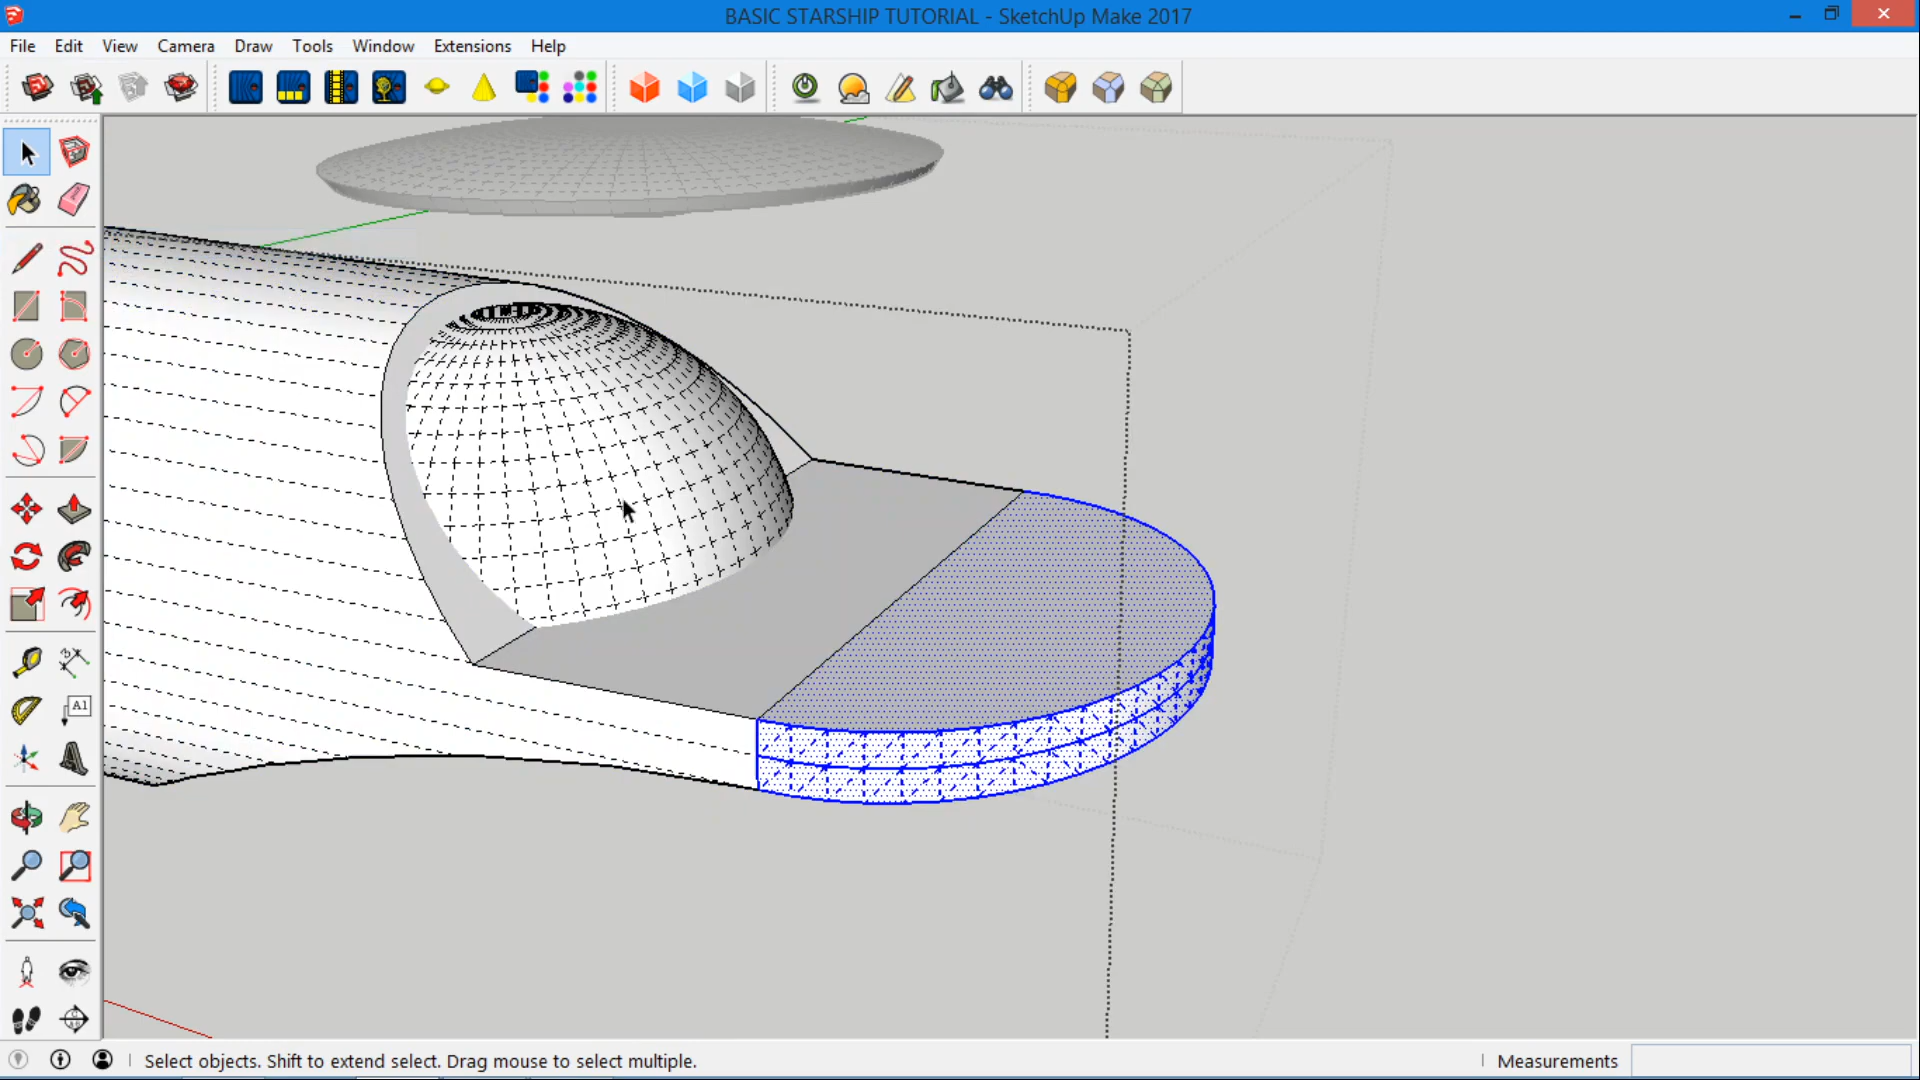 BASIC STARSHIP TUTORIAL - SketchUp Make 2017
File Edit View Camera Draw Tools Window Extensions Help
A1
Select objects. Shift to extend select. Drag mouse to select multiple.
Measurements